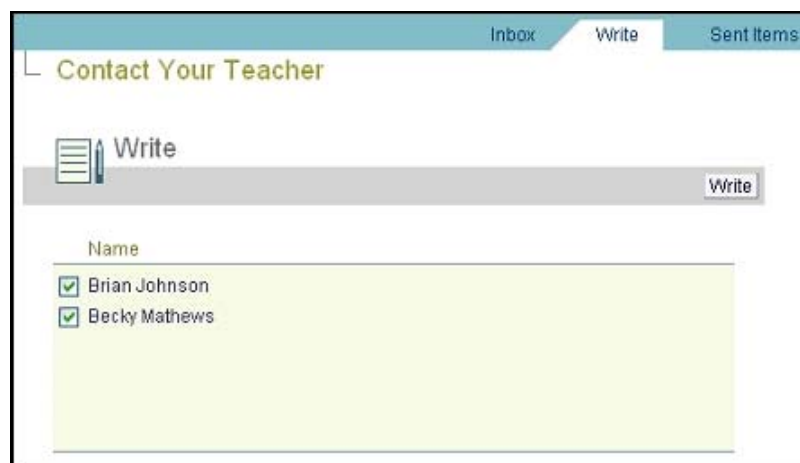 Inbox Write Sent Items
Contact Your Teacher
Write
Write
Name
Brian Johnson
Becky Mathews